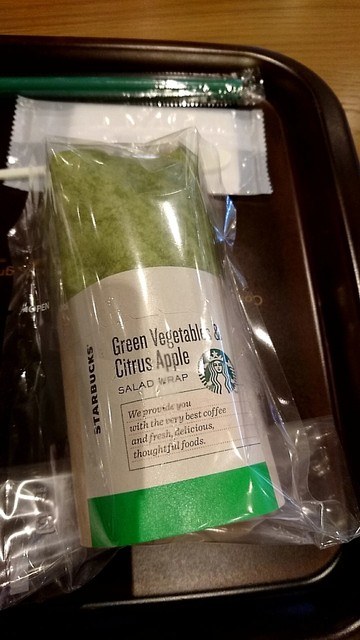 OPEN
Green Vegetables &
Citrus Apple
SALAD WRAP
STARBUCKS
We provide you
with the very best coffee
and fresh, delicious,
thoughtful foods.